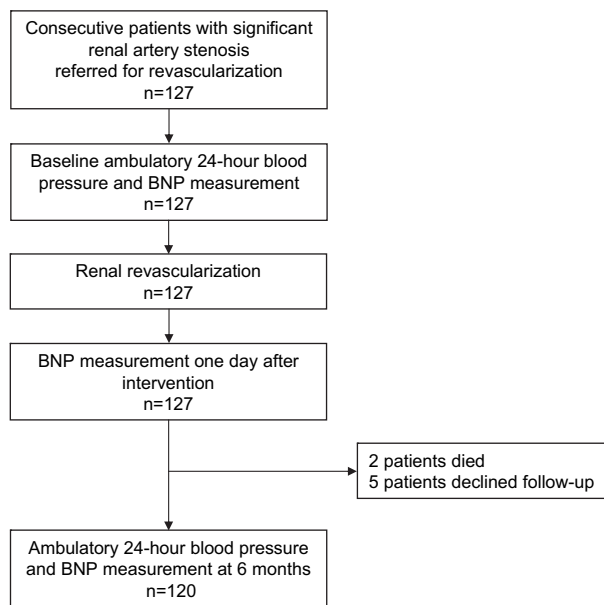 Consecutive patients with significant
renal artery stenosis
referred for revascularization
n=127
Baseline ambulatory 24-hour blood
pressure and BNP measurement
n=127
Renal revascularization
n=127
BNP measurement one day after
intervention
n=127
2 patients died
5 patients declined follow-up
Ambulatory 24-hour blood pressure
and BNP measurement at 6 months
n=120